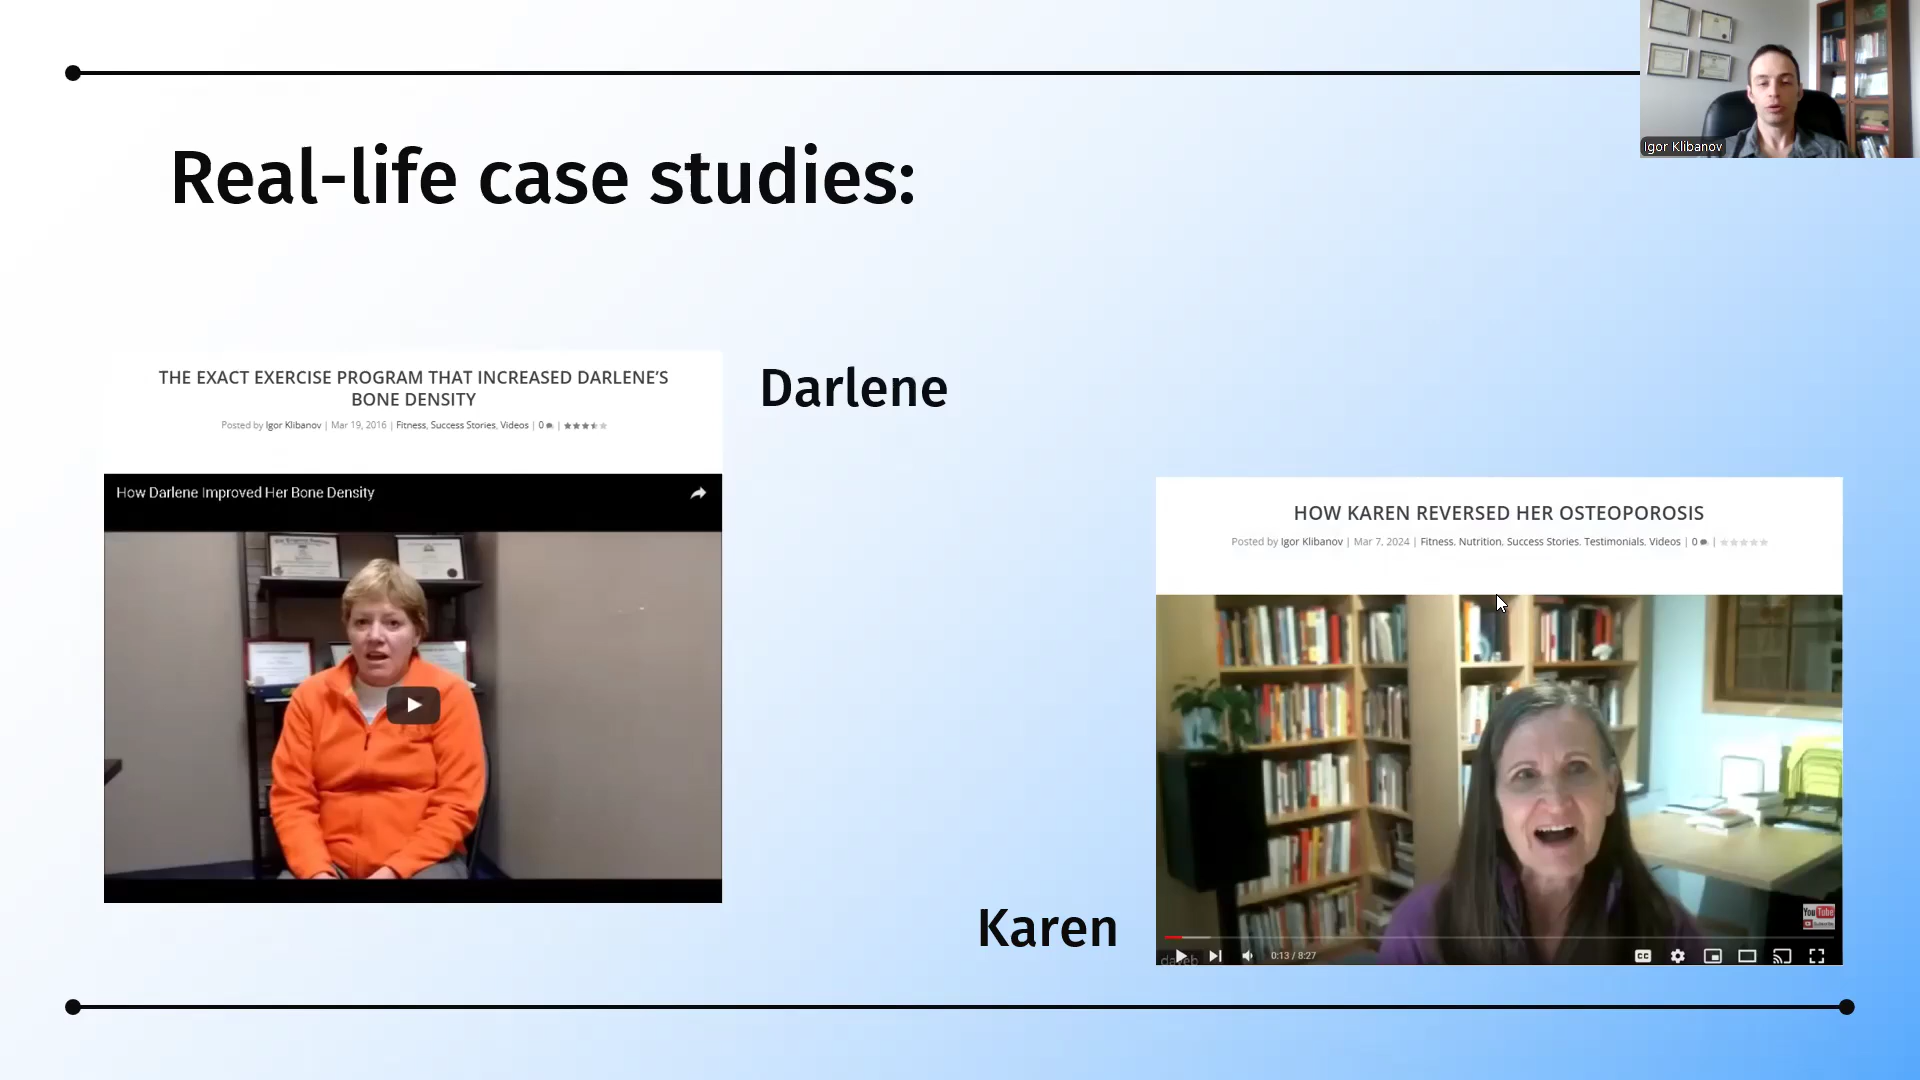 Igor Klibanov
Real-life case studies:
THE EXACT EXERCISE PROGRAM THAT INCREASED DARLENE'S
BONE DENSITY
Posted by Igor Klibanov | Mar 19, 2016 | Fitness, Success Stories, Videos | 0
How Darlene Improved Her Bone Density
Darlene
HOW KAREN REVERSED HER OSTEOPOROSIS
Posted by Igor Klibanov | Mar 7, 2024 | Fitness, Nutrition, Success Stories, Testimonials, Videos | 0
Karen
YouTube
daveb
0:13 / 8:27
CC